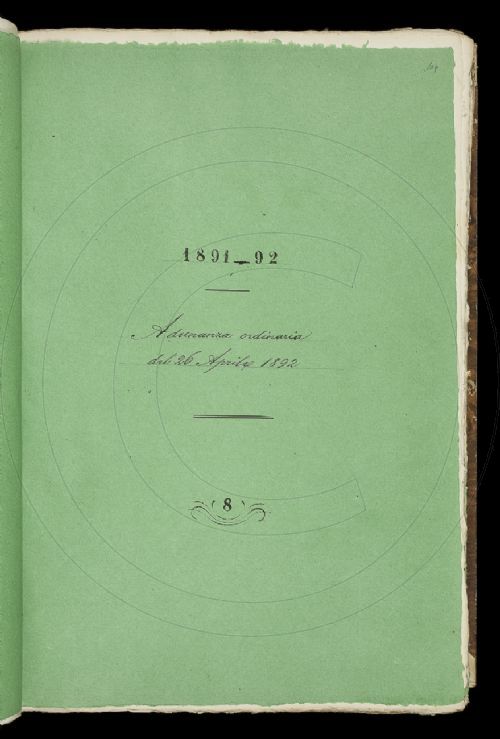 1891-92
Adunanza ordinaria
del 26 Aprile 1892
8